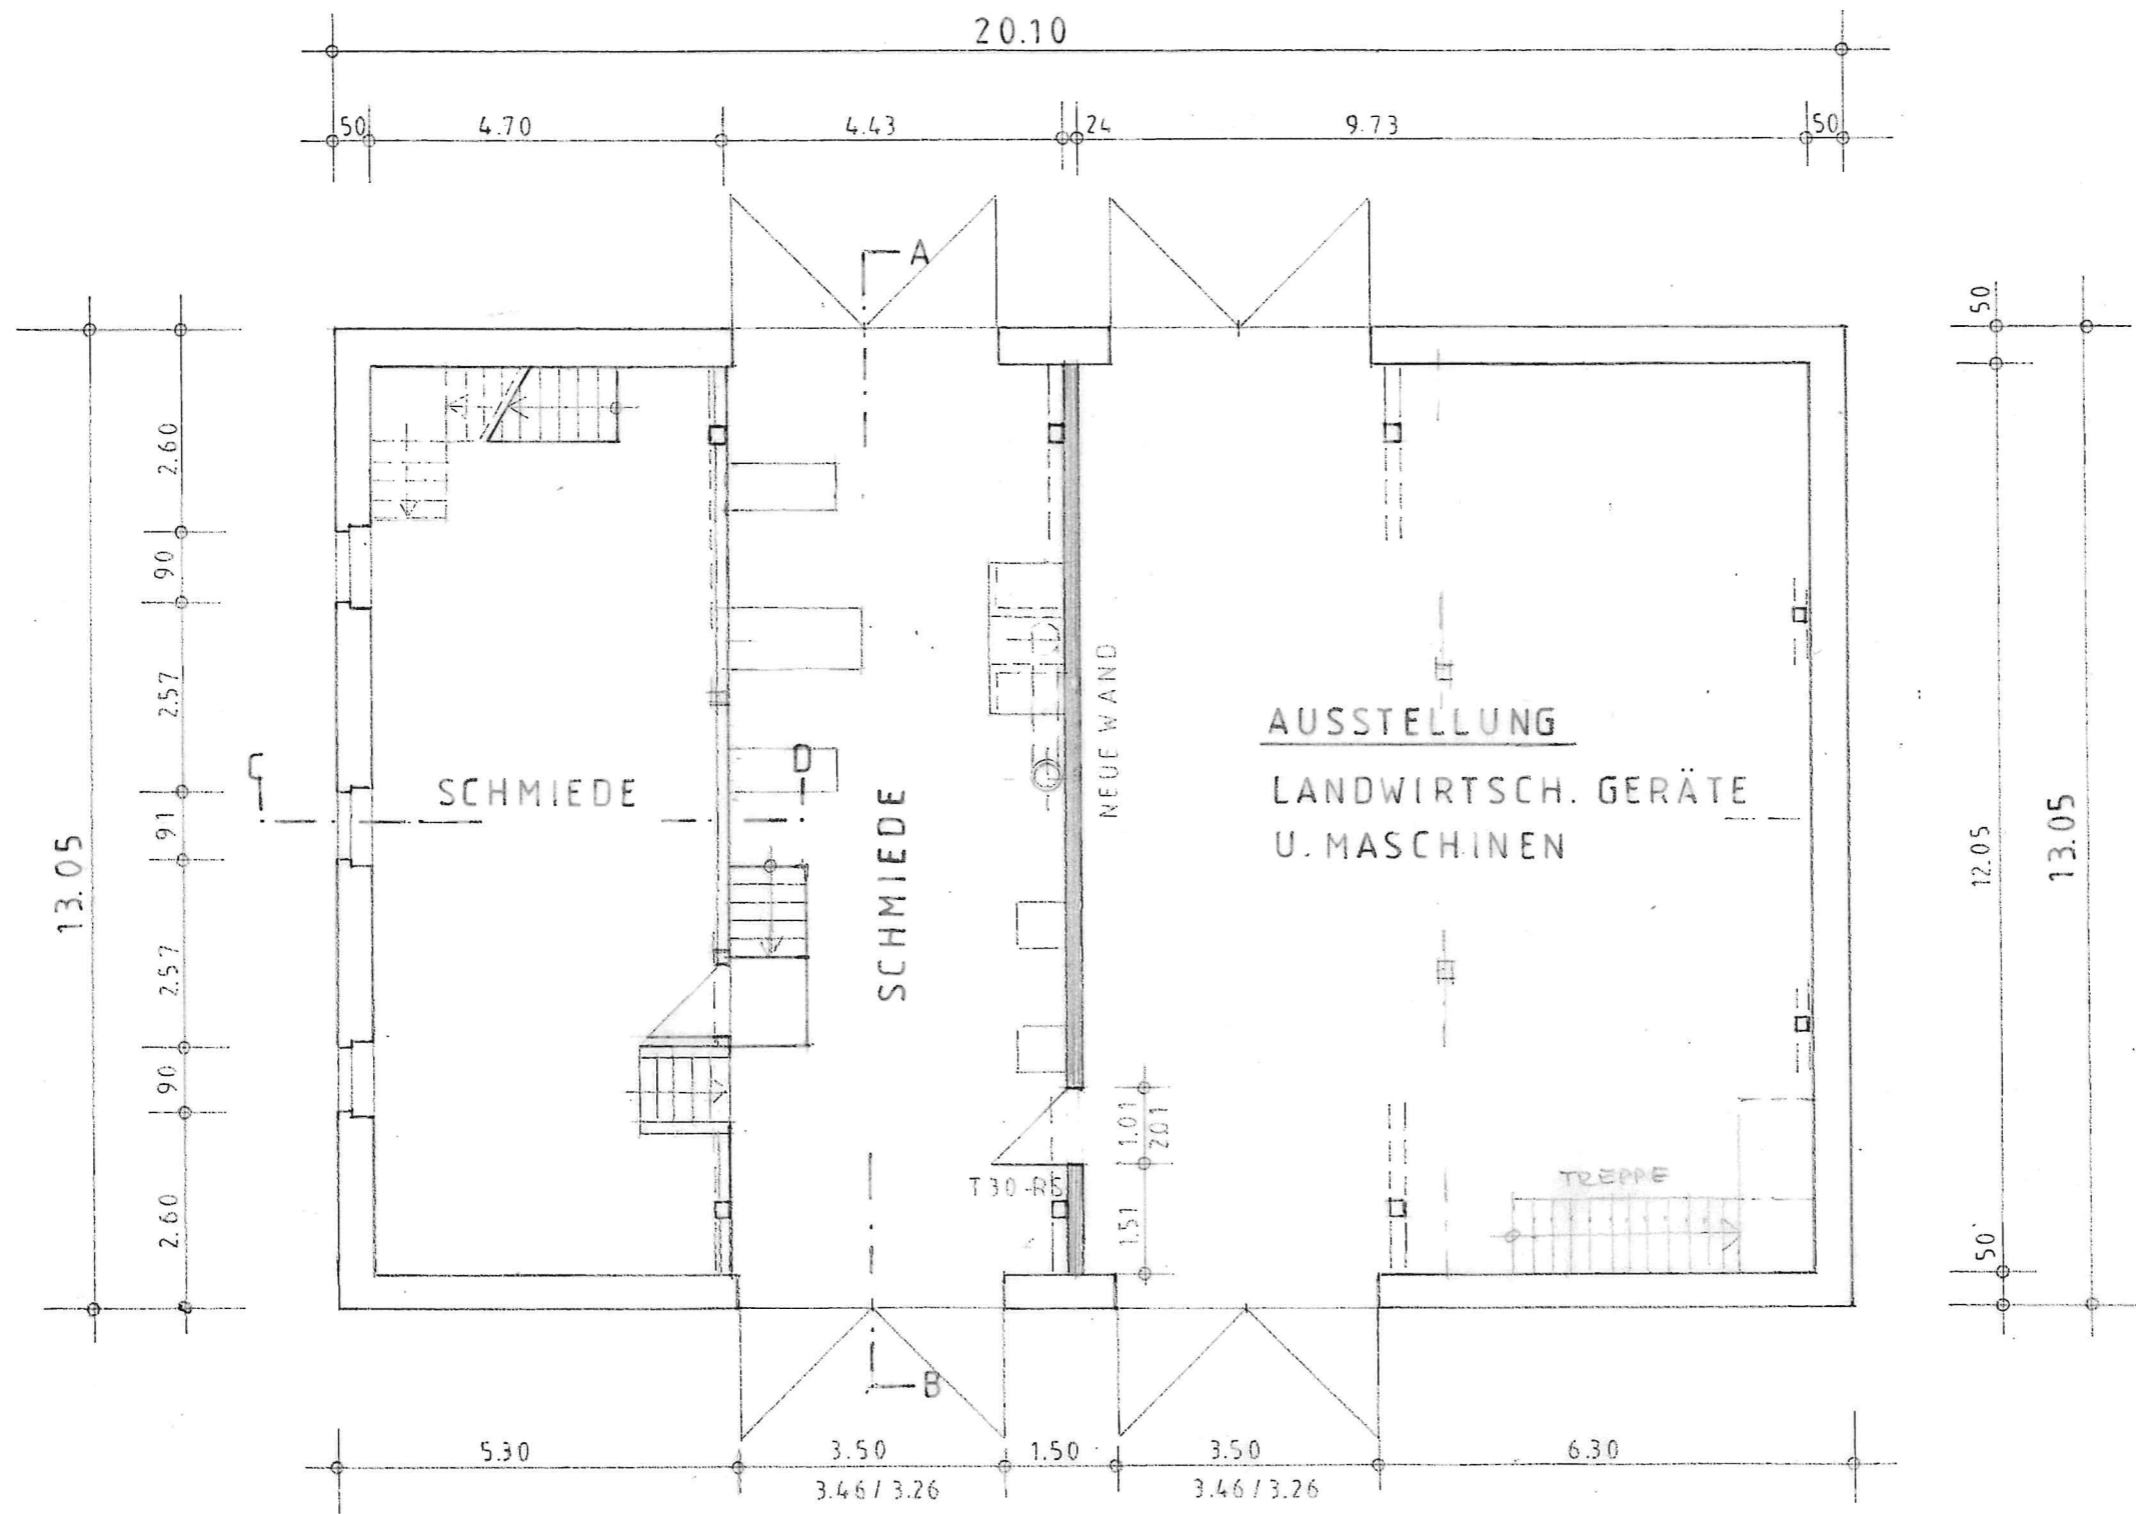 20.10
50 4.70 4.43 24 9.73 50
A
50
2.60
90
2.57
91
2.57
90
2.60
13.05
C
D
SCHMIEDE
SCHMIEDE
NEUE WAND
AUSSTELLUNG
LANDWIRTSCH. GERÄTE
U. MASCHINEN
12.05
13.05
1.01
2.01
T30-RS
1.51
TREPPE
50
B
5.30 3.50 1.50 3.50 6.30
3.46 / 3.26 3.46 / 3.26